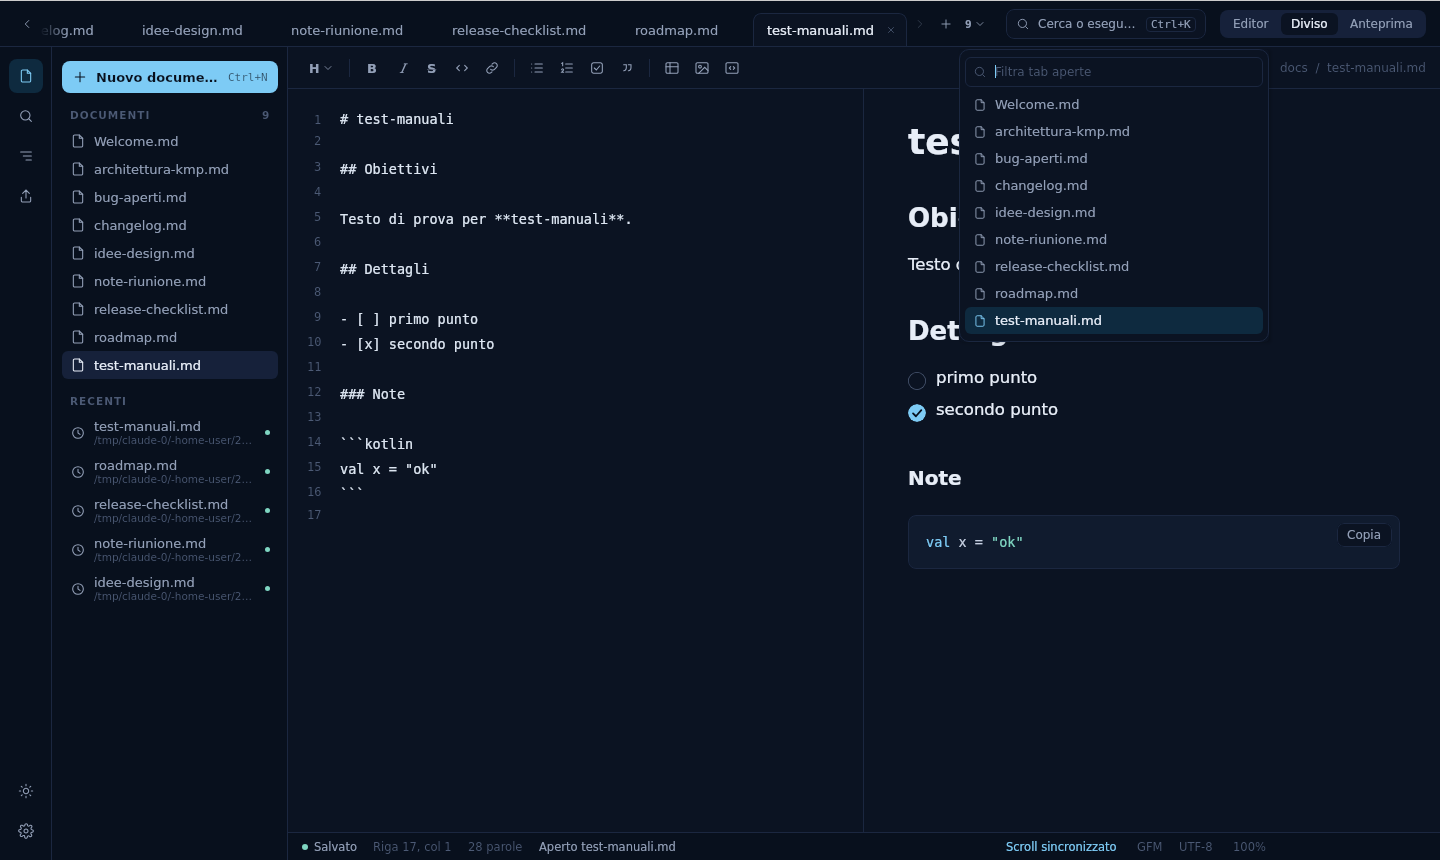 elog.md
idee-design.md
note-riunione.md
release-checklist.md
roadmap.md
test-manuali.md
9
Cerca o esegu...
Ctrl+K
Editor
Diviso
Anteprima
Nuovo docume...
Ctrl+N
DOCUMENTI
9
Welcome.md
architettura-kmp.md
bug-aperti.md
changelog.md
idee-design.md
note-riunione.md
release-checklist.md
roadmap.md
test-manuali.md
RECENTI
test-manuali.md
/tmp/claude-0/-home-user/2...
roadmap.md
/tmp/claude-0/-home-user/2...
release-checklist.md
/tmp/claude-0/-home-user/2...
note-riunione.md
/tmp/claude-0/-home-user/2...
idee-design.md
/tmp/claude-0/-home-user/2...
H
B
I
S
docs / test-manuali.md
1 # test-manuali
2
3 ## Obiettivi
4
5 Testo di prova per **test-manuali**.
6
7 ## Dettagli
8
9 - [ ] primo punto
10 - [x] secondo punto
11
12 ### Note
13
14 ```kotlin
15 val x = "ok"
16 ```
17
Filtra tab aperte
Welcome.md
architettura-kmp.md
bug-aperti.md
changelog.md
idee-design.md
note-riunione.md
release-checklist.md
roadmap.md
test-manuali.md
tes
Obi
Testo
Dettag
primo punto
secondo punto
Note
val x = "ok"
Copia
Salvato
Riga 17, col 1
28 parole
Aperto test-manuali.md
Scroll sincronizzato
GFM
UTF-8
100%